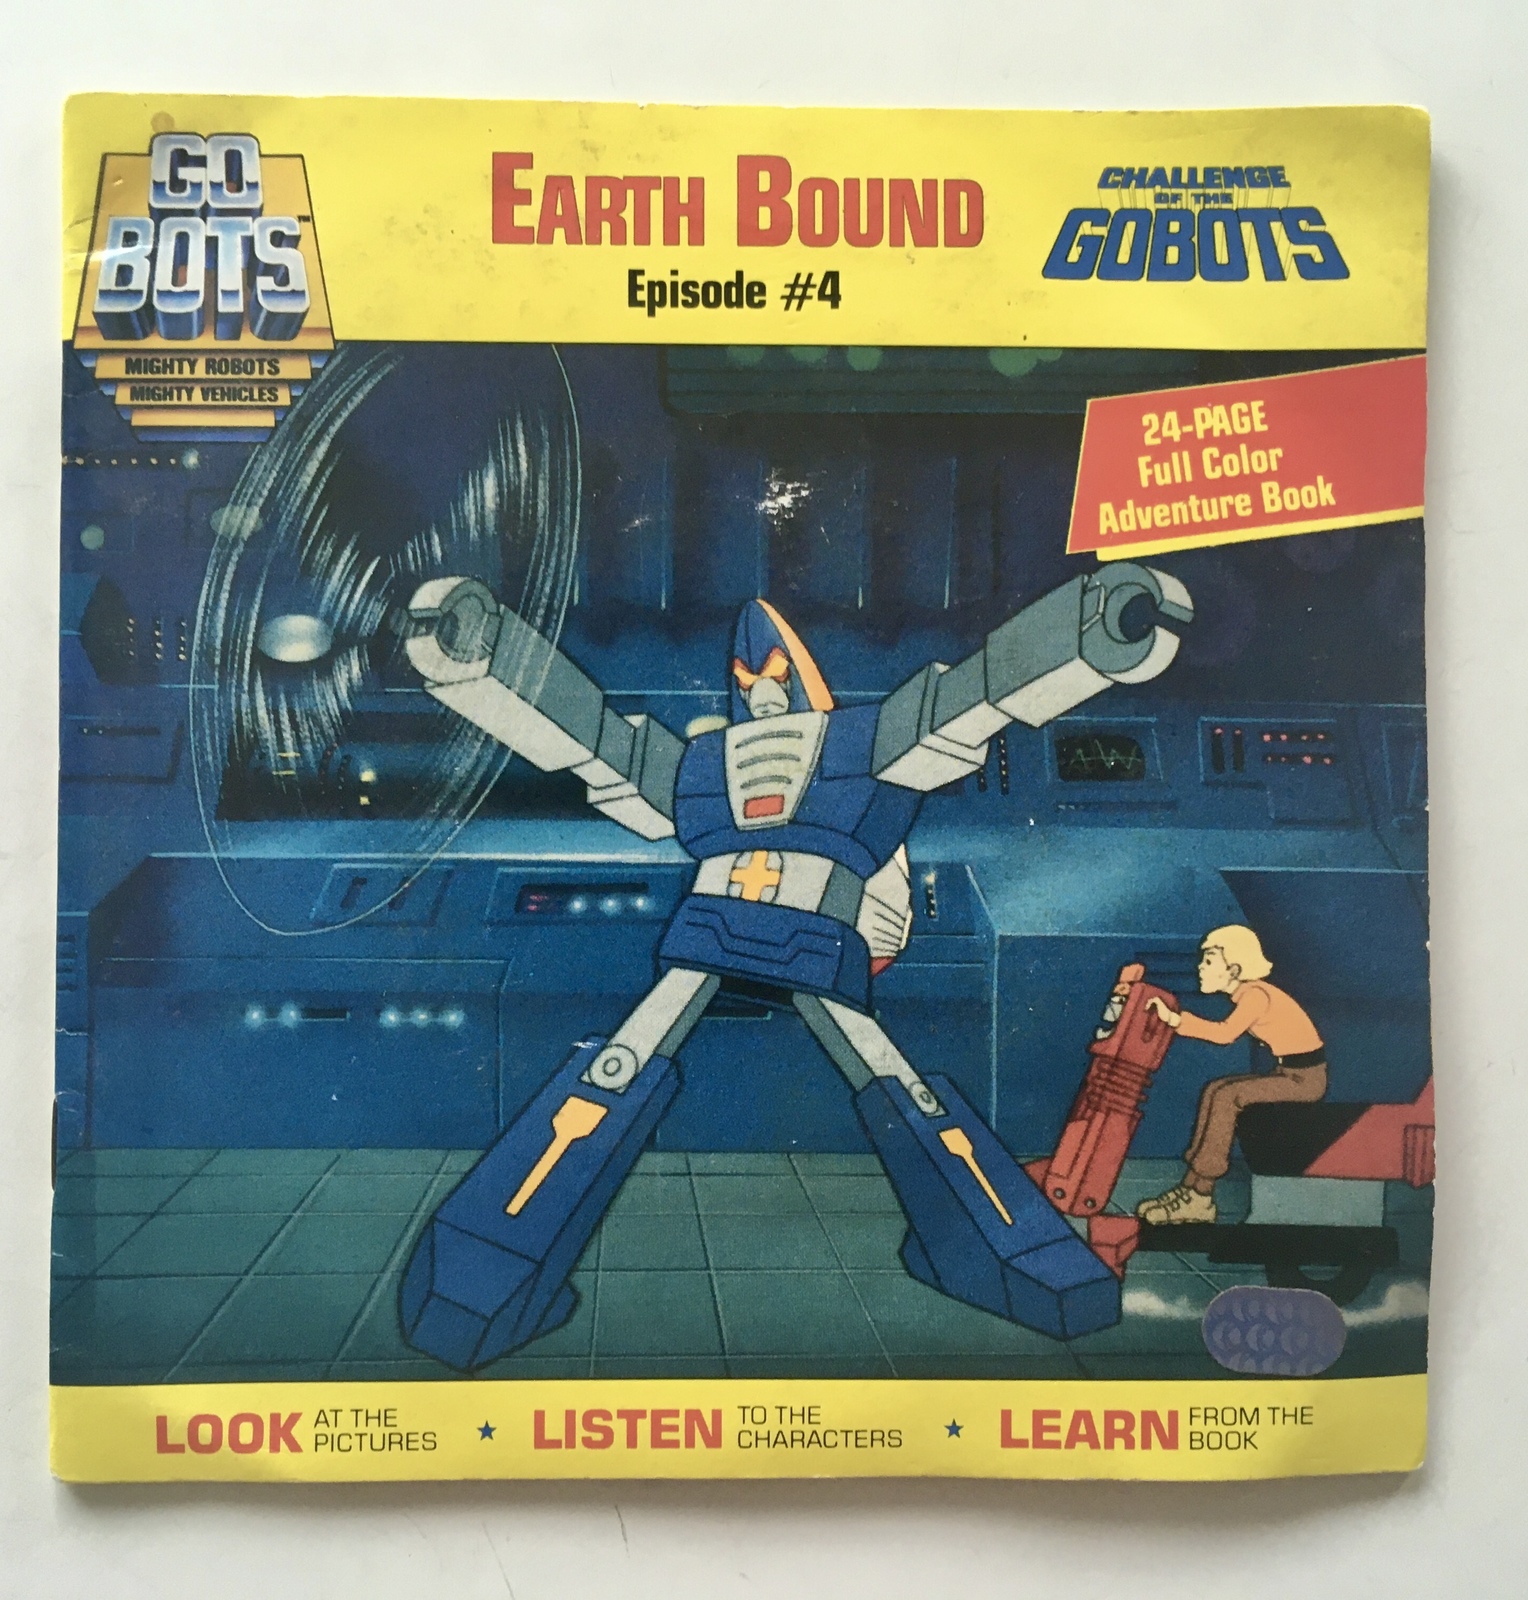 GO
BOTS™
MIGHTY ROBOTS
MIGHTY VEHICLES
EARTH BOUND
Episode #4
CHALLENGE
OF THE
GOBOTS
24-PAGE
Full Color
Adventure Book
LOOK AT THE PICTURES ★ LISTEN TO THE CHARACTERS ★ LEARN FROM THE BOOK